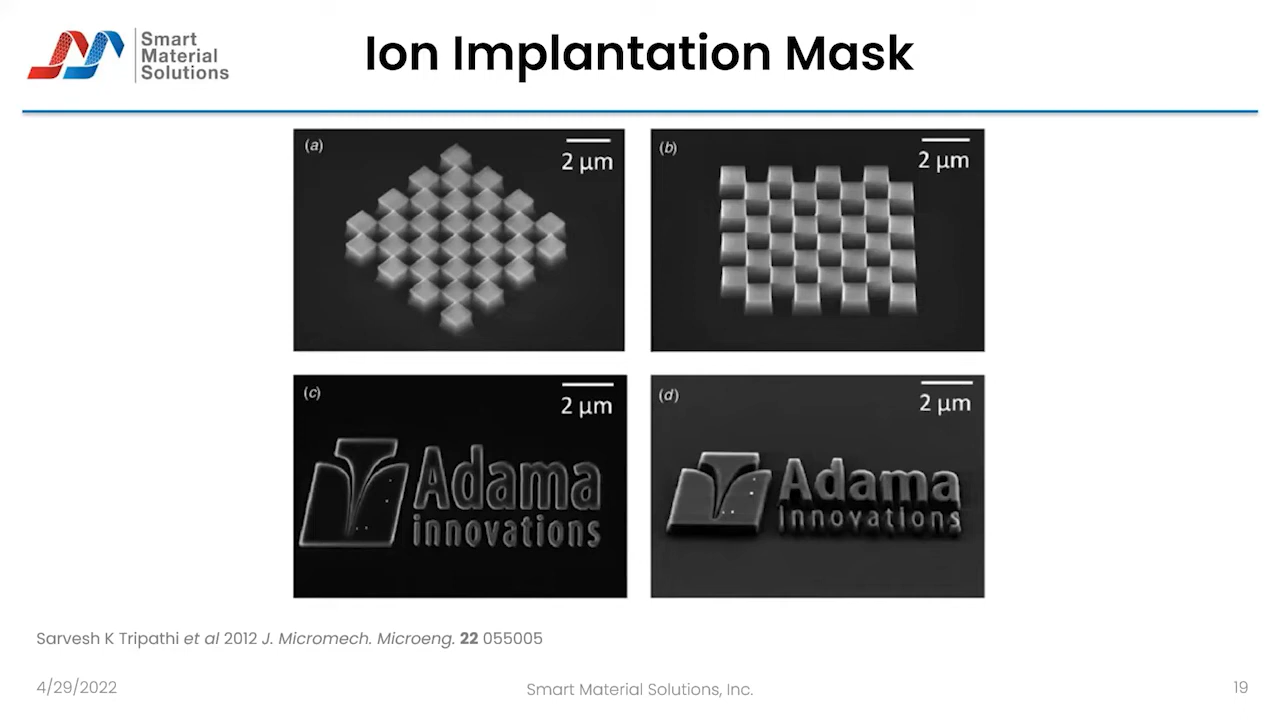 Smart
Material
Solutions
Ion Implantation Mask
(a)
2 μm
(b)
2 μm
(c)
2 μm
Adama
innovations
(d)
2 μm
Adama
innovations
Sarvesh K Tripathi et al 2012 J. Micromech. Microeng. 22 055005
4/29/2022
Smart Material Solutions, Inc.
19